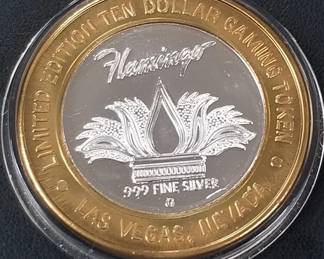 LIMITED EDITION TEN DOLLAR GAMING TOKEN
Flamingo
.999 FINE SILVER
LAS VEGAS, NEVADA